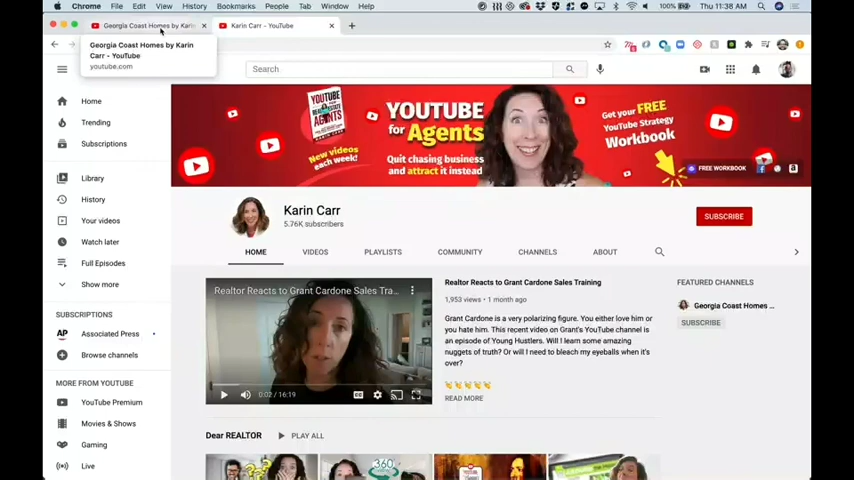 Chrome File Edit View History Bookmarks People Tab Window Help 100% Thu 11:38 AM
Georgia Coast Homes by Karin
Karin Carr - YouTube
Georgia Coast Homes by Karin
Carr - YouTube
youtube.com
Search
Home
Trending
Subscriptions
Library
History
Your videos
Watch later
Full Episodes
Show more
SUBSCRIPTIONS
Associated Press
Browse channels
MORE FROM YOUTUBE
YouTube Premium
Movies & Shows
Gaming
Live
YOUTUBE
for Agents
New videos
each week!
Quit chasing business
and attract it instead
Get your FREE
YouTube Strategy
Workbook
FREE WORKBOOK
Karin Carr
5.76K subscribers
SUBSCRIBE
HOME VIDEOS PLAYLISTS COMMUNITY CHANNELS ABOUT
Realtor Reacts to Grant Cardone Sales Tra...
0:02 / 16:19
Realtor Reacts to Grant Cardone Sales Training
1,953 views • 1 month ago
Grant Cardone is a very polarizing figure. You either love him or
you hate him. This recent video on Grant's YouTube channel is
an episode of Young Hustlers. Will I learn some amazing
nuggets of truth? Or will I need to bleach my eyeballs when it's
over?
READ MORE
FEATURED CHANNELS
Georgia Coast Homes ...
SUBSCRIBE
Dear REALTOR PLAY ALL
360°